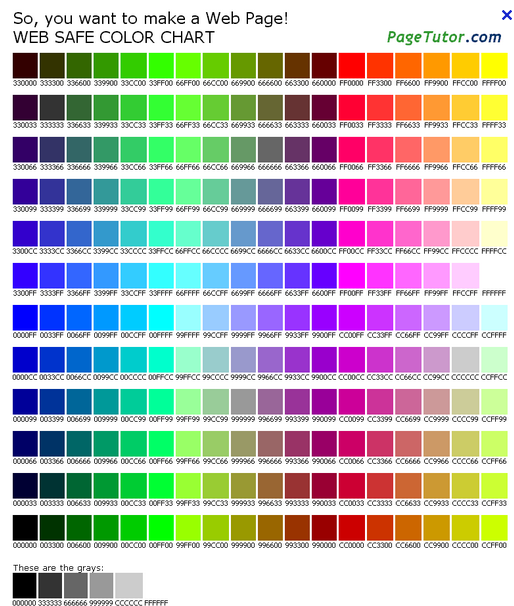 So, you want to make a Web Page!
WEB SAFE COLOR CHART
PageTutor.com
330000 333300 336600 339900 33CC00 33FF00 66FF00 66CC00 669900 666600 663300 660000 FF0000 FF3300 FF6600 FF9900 FFCC00 FFFF00
330033 333333 336633 339933 33CC33 33FF33 66FF33 66CC33 669933 666633 663333 660033 FF0033 FF3333 FF6633 FF9933 FFCC33 FFFF33
330066 333366 336666 339966 33CC66 33FF66 66FF66 66CC66 669966 666666 663366 660066 FF0066 FF3366 FF6666 FF9966 FFCC66 FFFF66
330099 333399 336699 339999 33CC99 33FF99 66FF99 66CC99 669999 666699 663399 660099 FF0099 FF3399 FF6699 FF9999 FFCC99 FFFF99
3300CC 3333CC 3366CC 3399CC 33CCCC 33FFCC 66FFCC 66CCCC 6699CC 6666CC 6633CC 6600CC FF00CC FF33CC FF66CC FF99CC FFCCCC FFFFCC
3300FF 3333FF 3366FF 3399FF 33CCFF 33FFFF 66FFFF 66CCFF 6699FF 6666FF 6633FF 6600FF FF00FF FF33FF FF66FF FF99FF FFCCFF FFFFFF
0000FF 0033FF 0066FF 0099FF 00CCFF 00FFFF 99FFFF 99CCFF 9999FF 9966FF 9933FF 9900FF CC00FF CC33FF CC66FF CC99FF CCCCFF CCFFFF
0000CC 0033CC 0066CC 0099CC 00CCCC 00FFCC 99FFCC 99CCCC 9999CC 9966CC 9933CC 9900CC CC00CC CC33CC CC66CC CC99CC CCCCCC CCFFCC
000099 003399 006699 009999 00CC99 00FF99 99FF99 99CC99 999999 996699 993399 990099 CC0099 CC3399 CC6699 CC9999 CCCC99 CCFF99
000066 003366 006666 009966 00CC66 00FF66 99FF66 99CC66 999966 996666 993366 990066 CC0066 CC3366 CC6666 CC9966 CCCC66 CCFF66
000033 003333 006633 009933 00CC33 00FF33 99FF33 99CC33 999933 996633 993333 990033 CC0033 CC3333 CC6633 CC9933 CCCC33 CCFF33
000000 003300 006600 009900 00CC00 00FF00 99FF00 99CC00 999900 996600 993300 990000 CC0000 CC3300 CC6600 CC9900 CCCC00 CCFF00
These are the grays:
000000 333333 666666 999999 CCCCCC FFFFFF